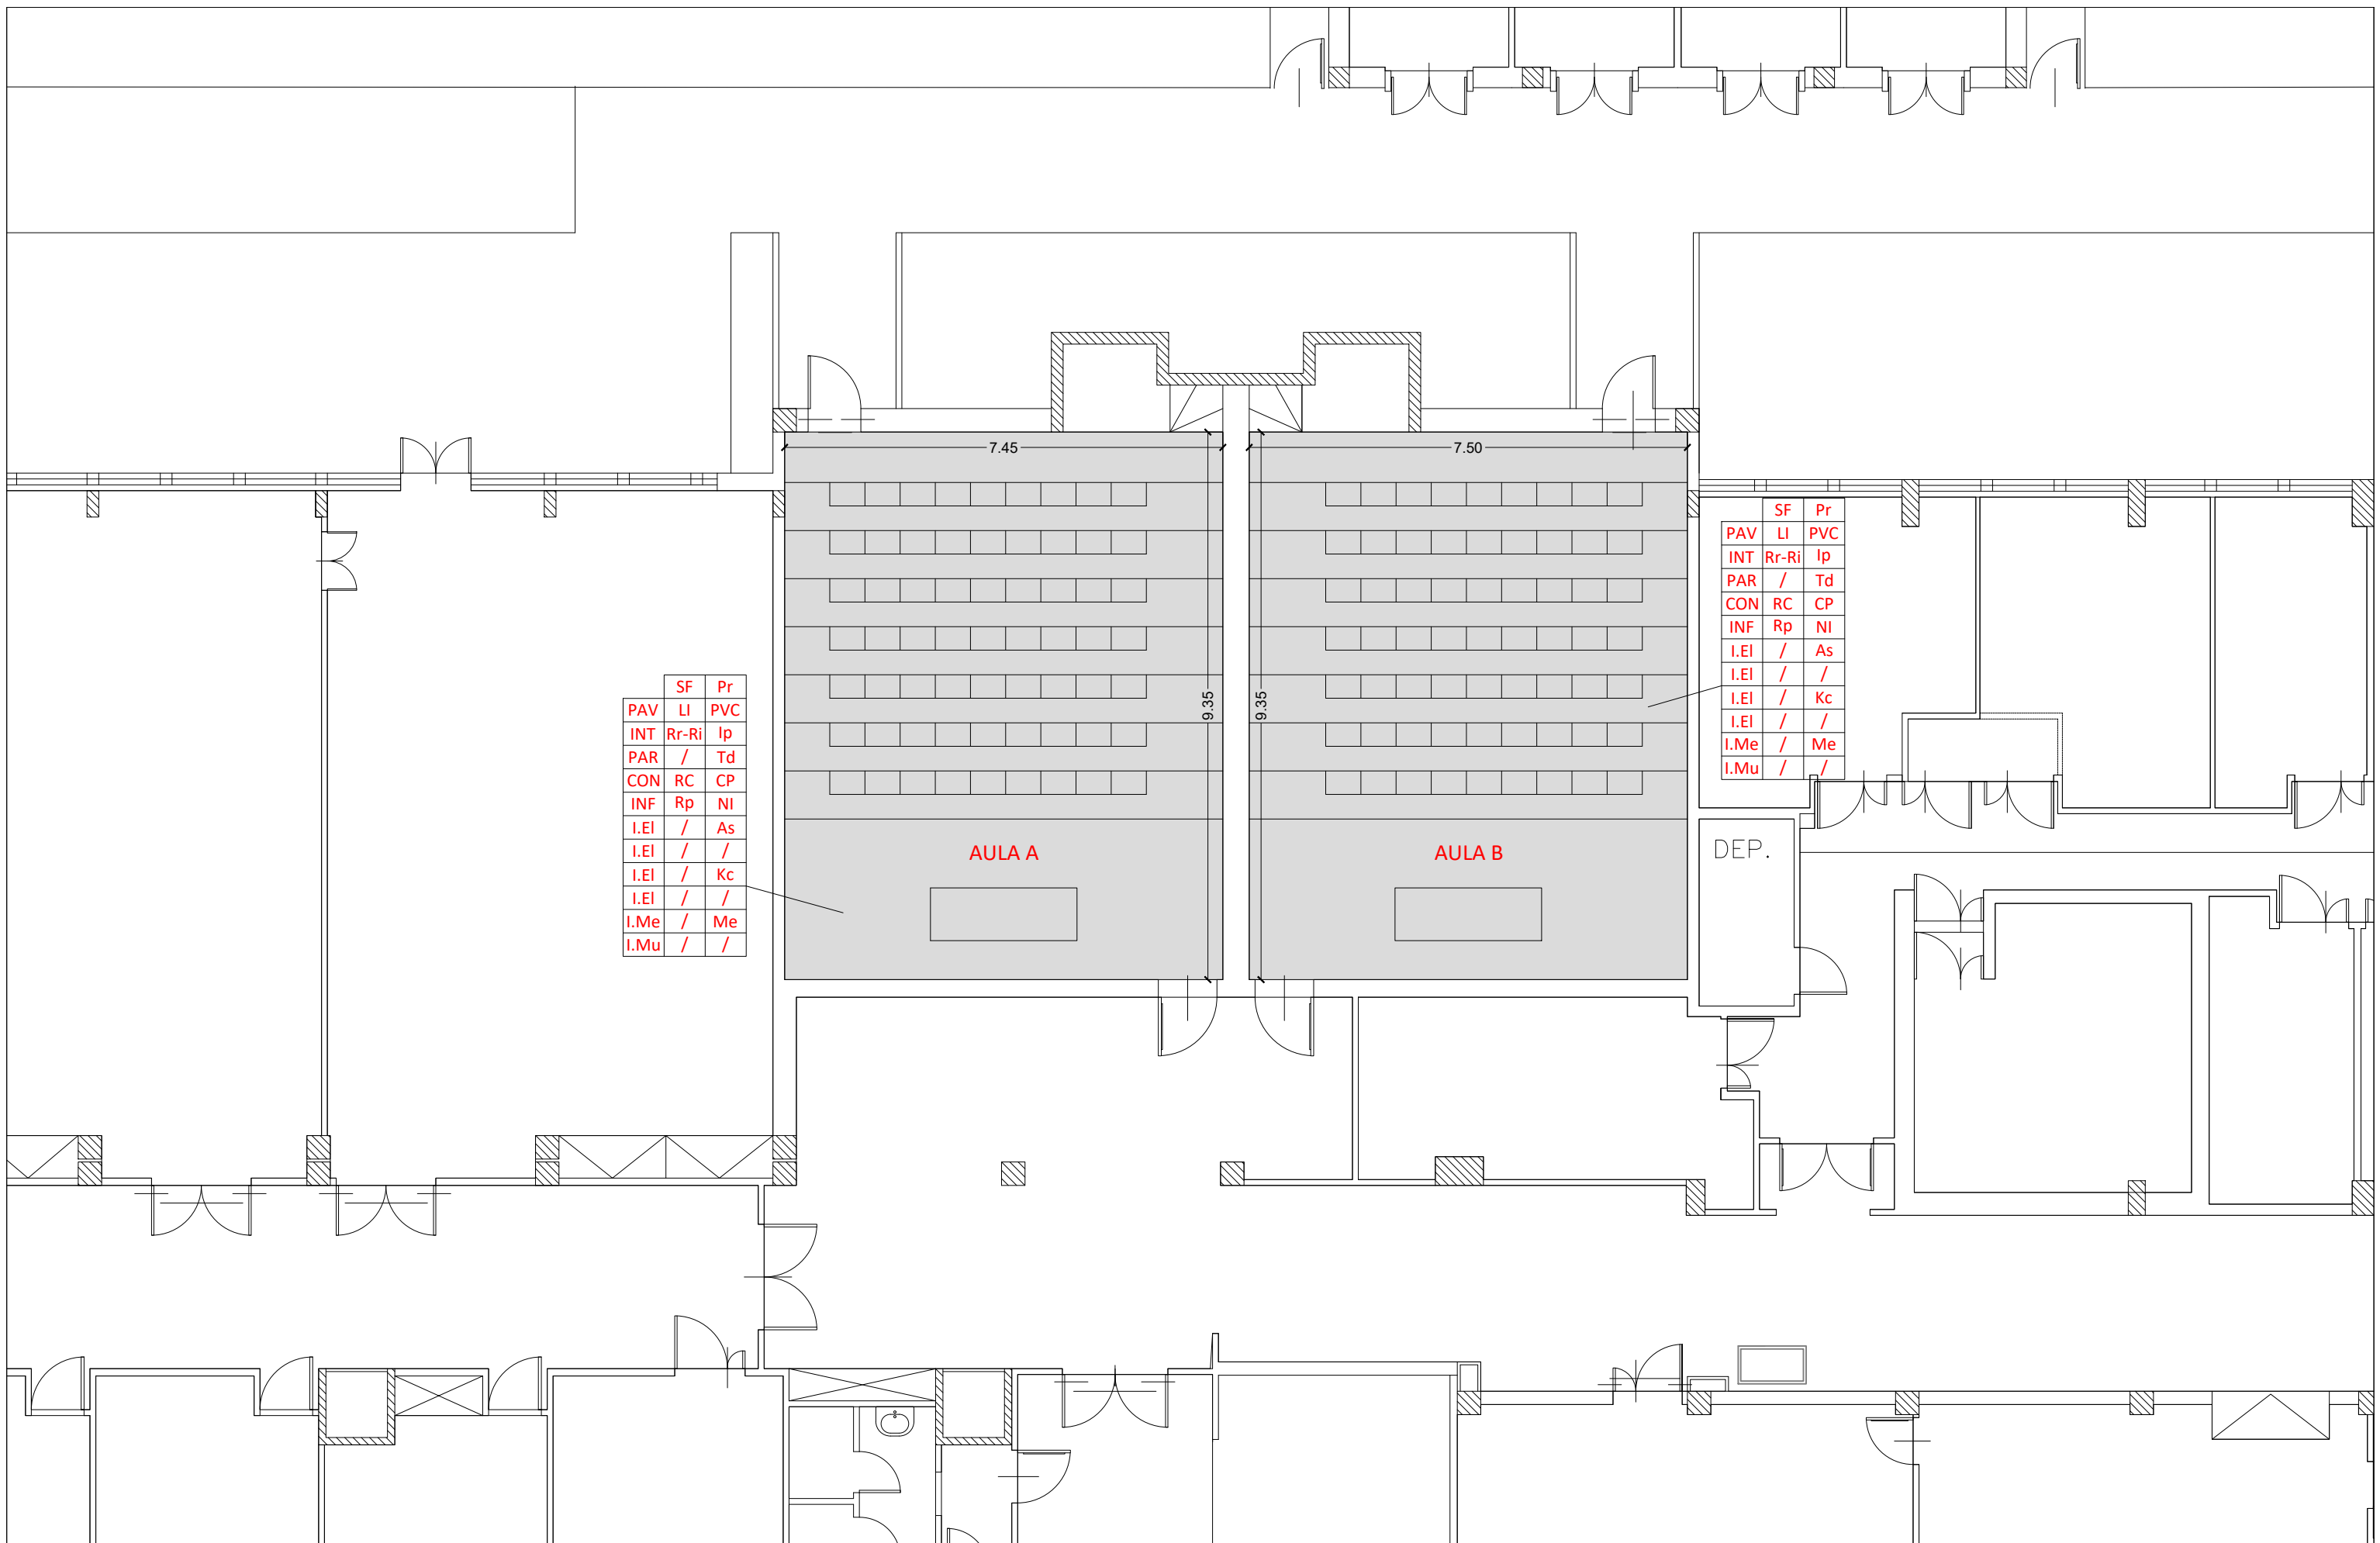 7.45
7.50
9.35
9.35
SF Pr
PAV LI PVC
INT Rr-Ri Ip
PAR / Td
CON RC CP
INF Rp NI
I.El / As
I.El / /
I.El / Kc
I.El / /
I.Me / Me
I.Mu / /
SF Pr
PAV LI PVC
INT Rr-Ri Ip
PAR / Td
CON RC CP
INF Rp NI
I.El / As
I.El / /
I.El / Kc
I.El / /
I.Me / Me
I.Mu / /
AULA A
AULA B
DEP.